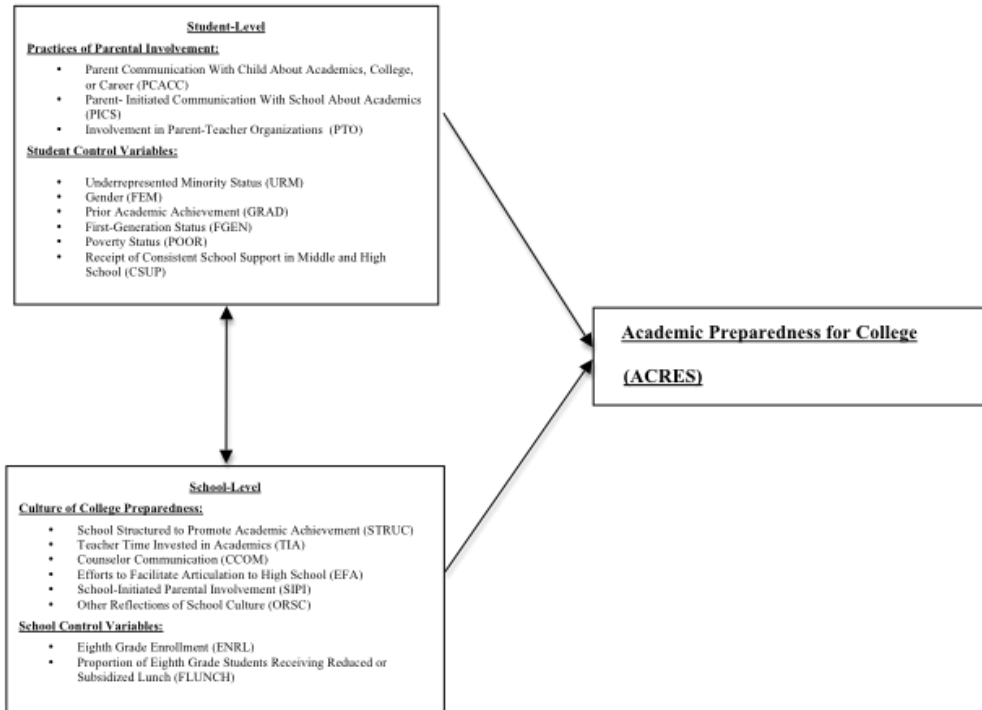 Student-Level
Practices of Parental Involvement:
• Parent Communication With Child About Academics, College,
or Career (PCACC)
• Parent- Initiated Communication With School About Academics
(PICS)
• Involvement in Parent-Teacher Organizations (PTO)
Student Control Variables:
• Underrepresented Minority Status (URM)
• Gender (FEM)
• Prior Academic Achievement (GRAD)
• First-Generation Status (FGEN)
• Poverty Status (POOR)
• Receipt of Consistent School Support in Middle and High
School (CSUP)
Academic Preparedness for College
(ACRES)
School-Level
Culture of College Preparedness:
• School Structured to Promote Academic Achievement (STRUC)
• Teacher Time Invested in Academics (TIA)
• Counselor Communication (CCOM)
• Efforts to Facilitate Articulation to High School (EFA)
• School-Initiated Parental Involvement (SIPI)
• Other Reflections of School Culture (ORSC)
School Control Variables:
• Eighth Grade Enrollment (ENRL)
• Proportion of Eighth Grade Students Receiving Reduced or
Subsidized Lunch (FLUNCH)